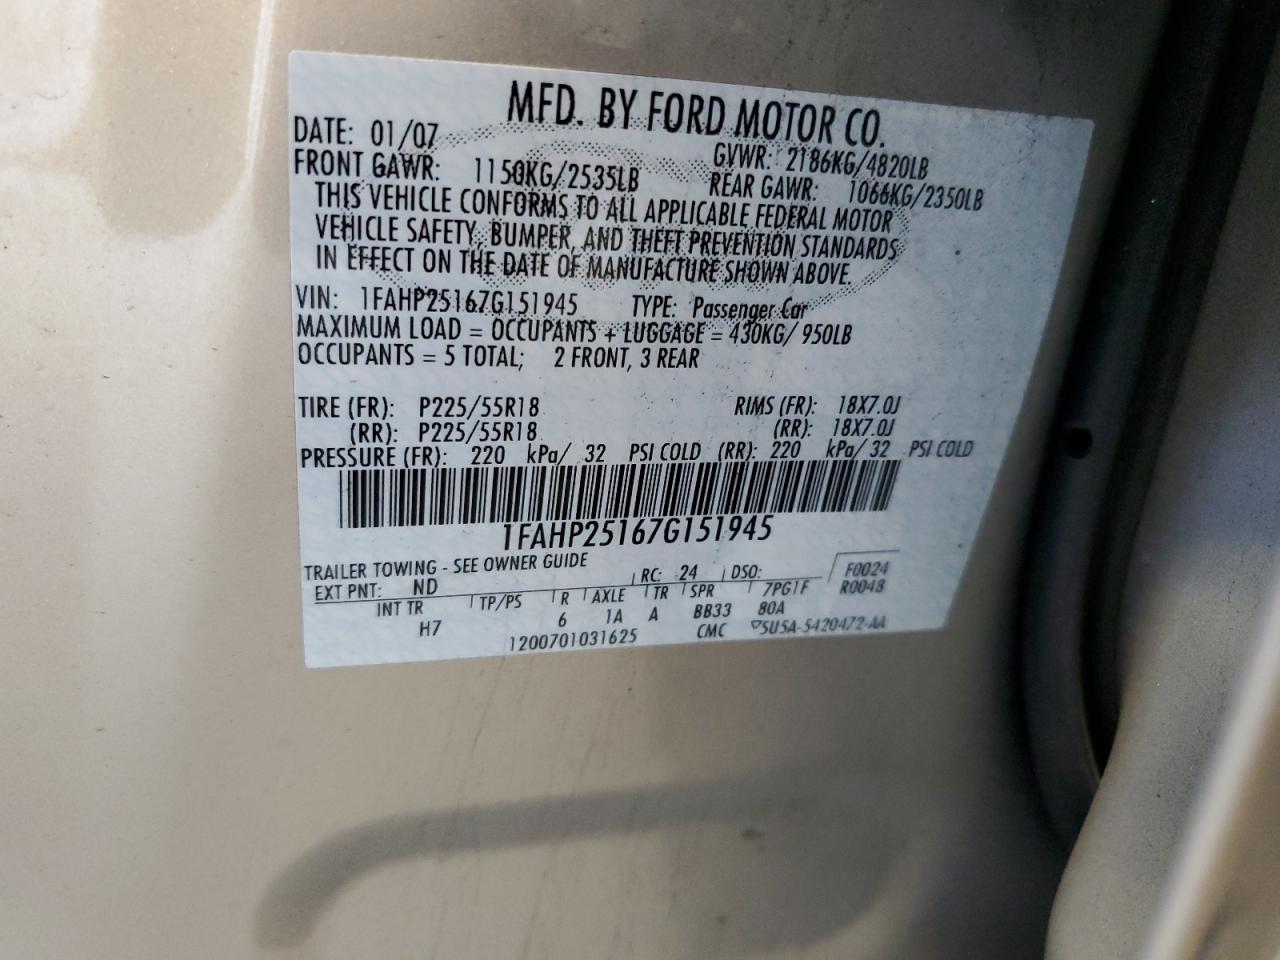 MFD. BY FORD MOTOR CO.
DATE: 01/07 GVWR: 2186KG/4820LB
FRONT GAWR: 1150KG/2535LB REAR GAWR: 1066KG/2350LB
THIS VEHICLE CONFORMS TO ALL APPLICABLE FEDERAL MOTOR
VEHICLE SAFETY, BUMPER, AND THEFT PREVENTION STANDARDS
IN EFFECT ON THE DATE OF MANUFACTURE SHOWN ABOVE.
VIN: 1FAHP25167G151945 TYPE: Passenger Car
MAXIMUM LOAD = OCCUPANTS + LUGGAGE = 430KG/ 950LB
OCCUPANTS = 5 TOTAL; 2 FRONT, 3 REAR
TIRE (FR): P225/55R18 RIMS (FR): 18X7.0J
(RR): P225/55R18 (RR): 18X7.0J
PRESSURE (FR): 220 kPa/ 32 PSI COLD (RR): 220 kPa/ 32 PSI COLD
1FAHP25167G151945
TRAILER TOWING - SEE OWNER GUIDE
EXT PNT: ND RC: 24 DSO: F0024
INT TR TP/PS R AXLE TR SPR 7PG1F R0048
H7 6 1A A BB33 80A
1200701031625 CMC ▽5U5A-5420472-AA